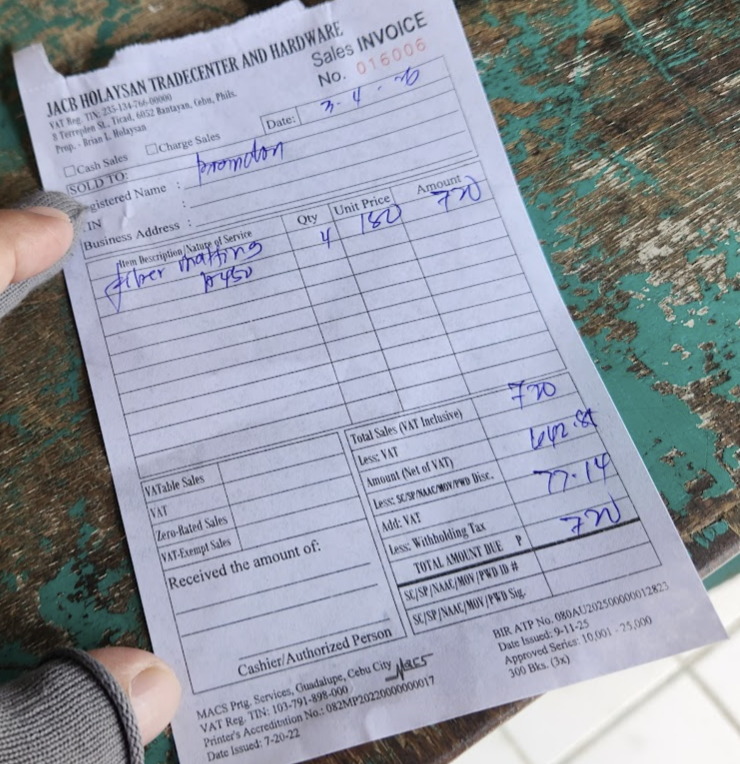 JACB HOLAYSAN TRADECENTER AND HARDWARE
VAT Reg. TIN: 235-134-766-00000
Tirad, 6052 Bantayan, Cebu, Phils.
Prop. - Brian L. Holaysan
Sales INVOICE
No. 016006
Cash Sales Charge Sales Date: 3-4-26
SOLD TO:
gistered Name :
IN :
Business Address :
Item Description/Nature of Service Qty Unit Price Amount
fiber matting 4 180 720
#450
Total Sales (VAT Inclusive) 720
Less: VAT
Amount (Net of VAT) 642.86
Less: SC/SP/NAAC/MOV/PWD Disc.
Add: VAT 77.14
Less: Withholding Tax
TOTAL AMOUNT DUE P 720
SC/SP/NAAC/MOV/PWD ID #
SC/SP/NAAC/MOV/PWD Sig.
VATable Sales
VAT
Zero-Rated Sales
VAT-Exempt Sales
Received the amount of:
Cashier/Authorized Person
MACS Prtg. Services, Guadalupe, Cebu City
VAT Reg. TIN: 103-791-898-000
Printer's Accreditation No.: 082MP20220000000017
Date Issued: 7-20-22
BIR ATP No. 080AU20250000012823
Date Issued: 9-11-25
Approved Series: 10,001 - 25,000
300 Bks. (3x)